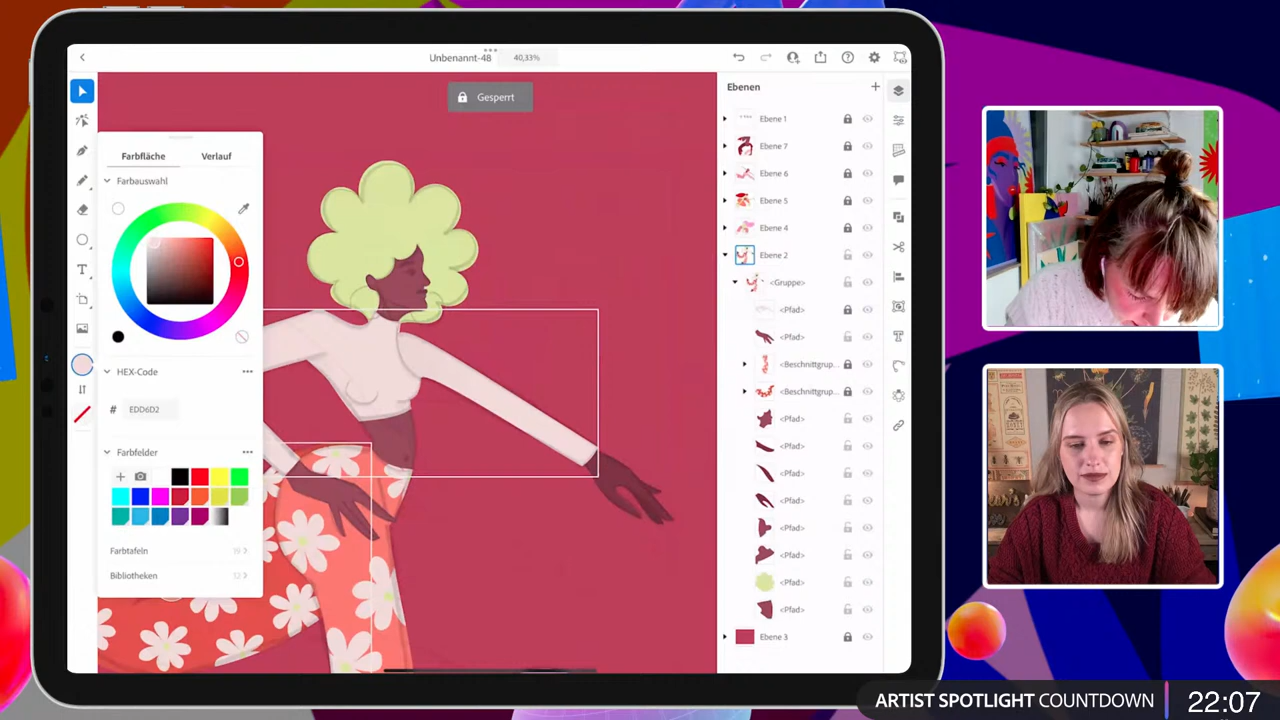 Unbenannt-48
40,33%
Gesperrt
Farbfläche Verlauf
Farbauswahl
HEX-Code
# EDD6D2
Farbfelder
Farbtafeln
Bibliotheken
Ebenen
Ebene 1
Ebene 7
Ebene 6
Ebene 5
Ebene 4
Ebene 2
<Gruppe>
<Pfad>
<Pfad>
<Beschnittgrup...
<Beschnittgrup...
<Pfad>
<Pfad>
<Pfad>
<Pfad>
<Pfad>
<Pfad>
<Pfad>
<Pfad>
Ebene 3
ARTIST SPOTLIGHT COUNTDOWN 22:07